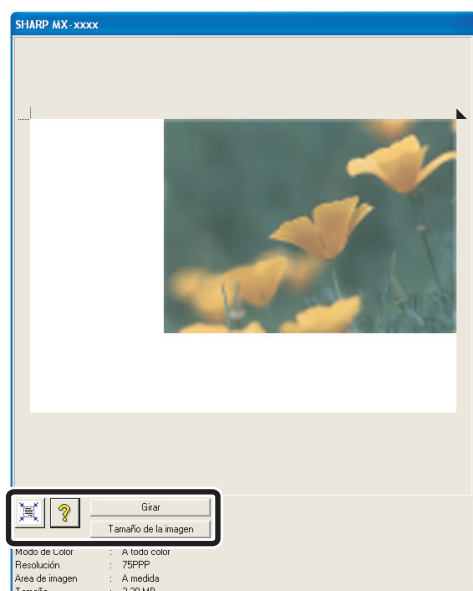 SHARP MX-xxxx
Girar
Tamaño de la imagen
Modo de Color : A todo color
Resolución : 75PPP
Area de imagen : A medida
Tamaño :